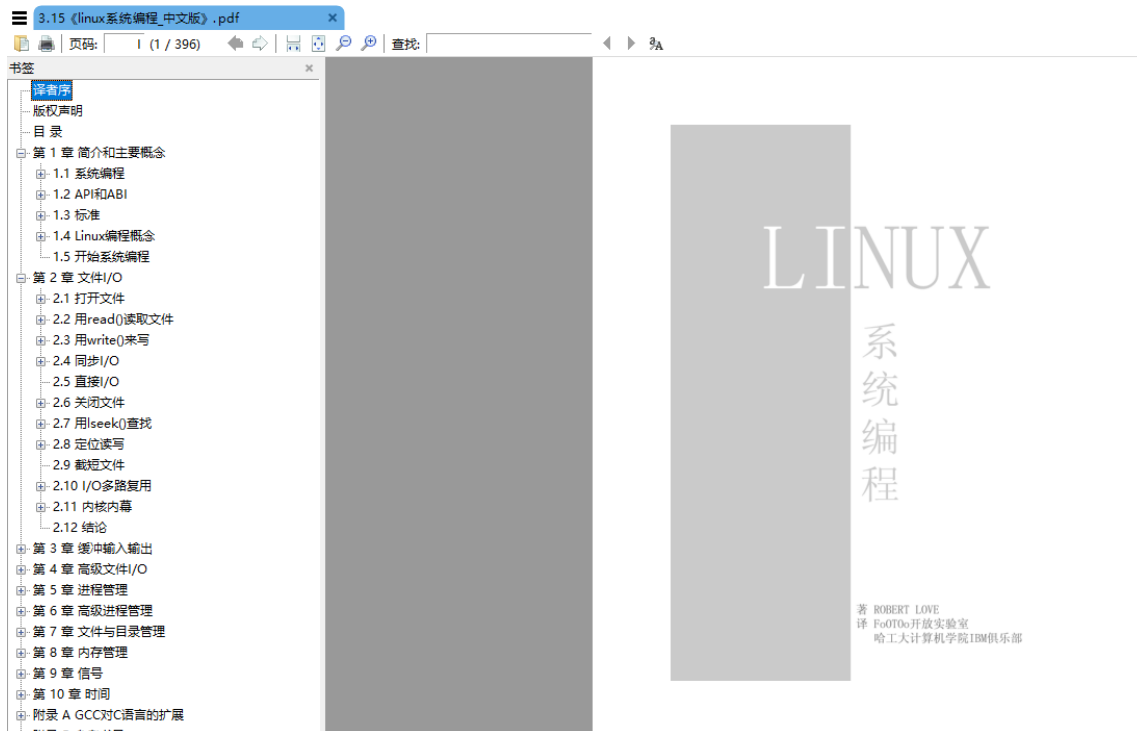 3.15《linux系统编程_中文版》.pdf
页码: I (1 / 396) 查找:
书签
译者序
版权声明
目 录
第 1 章 简介和主要概念
1.1 系统编程
1.2 API和ABI
1.3 标准
1.4 Linux编程概念
1.5 开始系统编程
第 2 章 文件I/O
2.1 打开文件
2.2 用read()读取文件
2.3 用write()来写
2.4 同步I/O
2.5 直接I/O
2.6 关闭文件
2.7 用lseek()查找
2.8 定位读写
2.9 截短文件
2.10 I/O多路复用
2.11 内核内幕
2.12 结论
第 3 章 缓冲输入输出
第 4 章 高级文件I/O
第 5 章 进程管理
第 6 章 高级进程管理
第 7 章 文件与目录管理
第 8 章 内存管理
第 9 章 信号
第 10 章 时间
附录 A GCC对C语言的扩展
LINUX
系
统
编
程
著 ROBERT LOVE
译 FoOTOo开放实验室
哈工大计算机学院IBM俱乐部